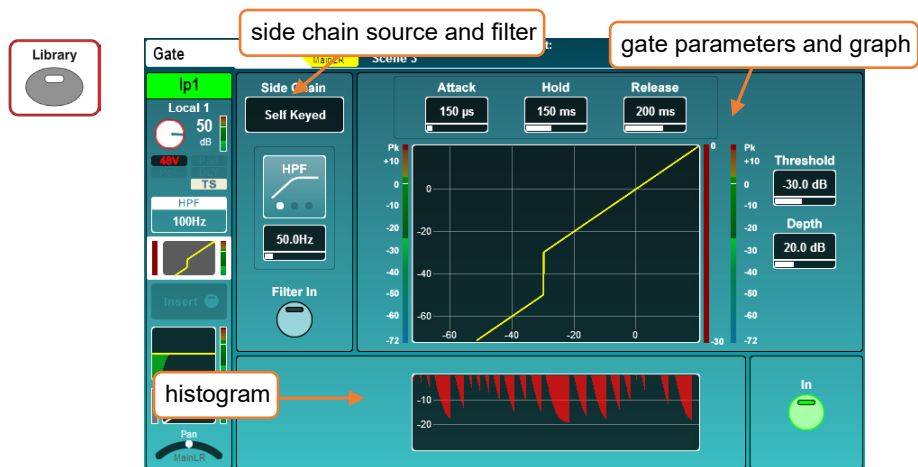 side chain source and filter
gate parameters and graph
Library
Gate
MainLR
Scene 3
Ip1
Local 1
50
dB
48V
TS
HPF
100Hz
Insert
Pan
MainLR
Side Chain
Self Keyed
HPF
50.0Hz
Filter In
Attack
Hold
Release
150 µs
150 ms
200 ms
Pk
+10
0
-10
-20
-30
-40
-50
-60
-72
0
-20
-40
-60
-60
-40
-20
0
0
-30
Pk
+10
0
-10
-20
-30
-40
-50
-60
-72
Threshold
-30.0 dB
Depth
20.0 dB
histogram
-10
-20
In